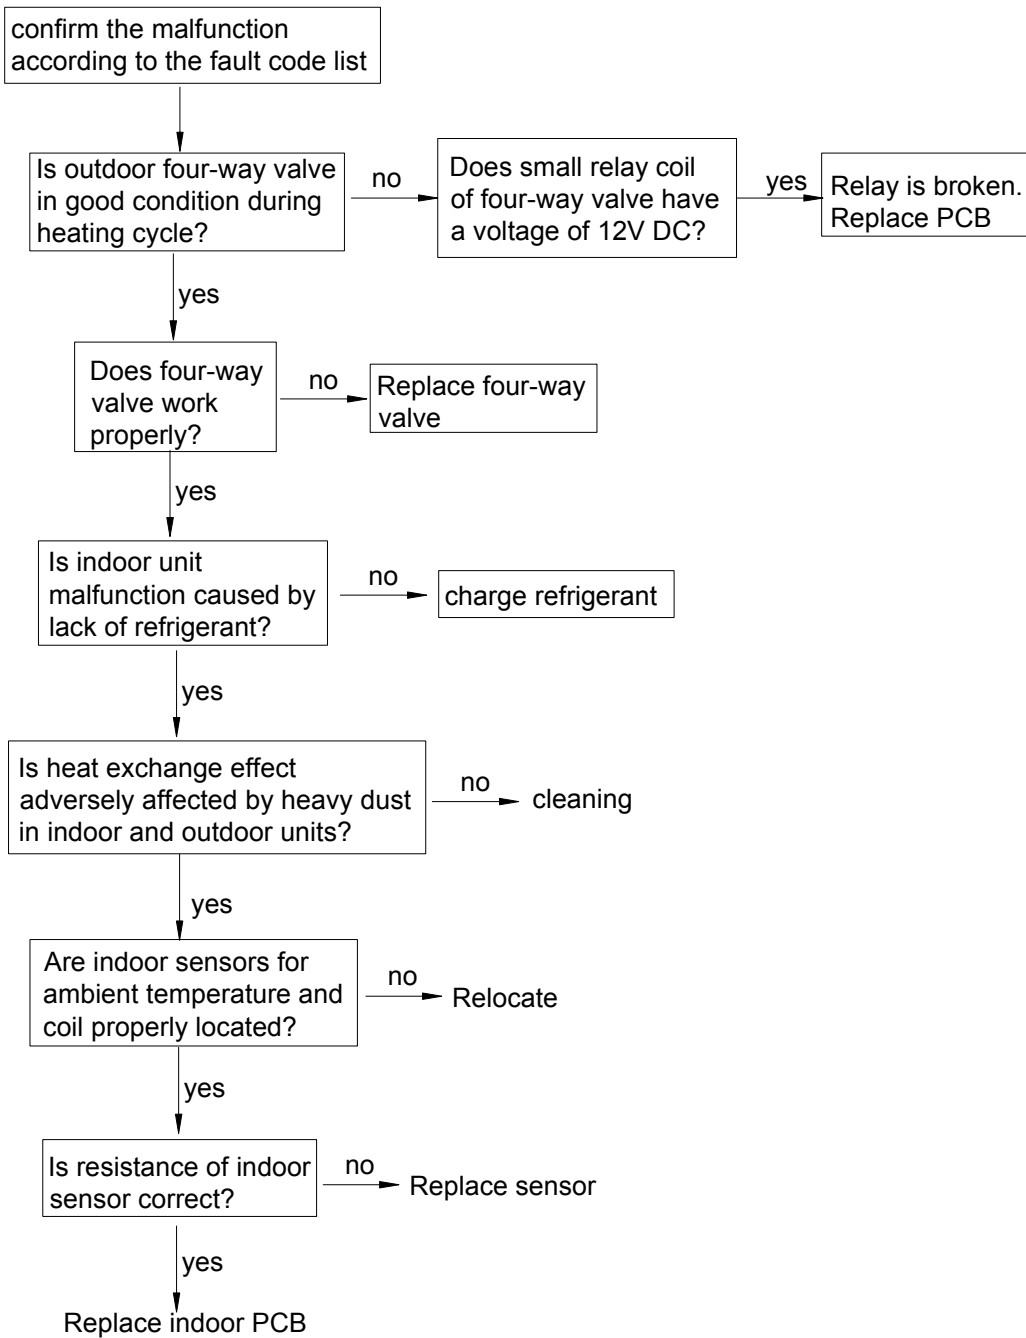 confirm the malfunction
according to the fault code list
Is outdoor four-way valve
in good condition during
heating cycle?
no
Does small relay coil
of four-way valve have
a voltage of 12V DC?
yes
Relay is broken.
Replace PCB
yes
Does four-way
valve work
properly?
no
Replace four-way
valve
yes
Is indoor unit
malfunction caused by
lack of refrigerant?
no
charge refrigerant
yes
Is heat exchange effect
adversely affected by heavy dust
in indoor and outdoor units?
no
cleaning
yes
Are indoor sensors for
ambient temperature and
coil properly located?
no
Relocate
yes
Is resistance of indoor
sensor correct?
no
Replace sensor
yes
Replace indoor PCB